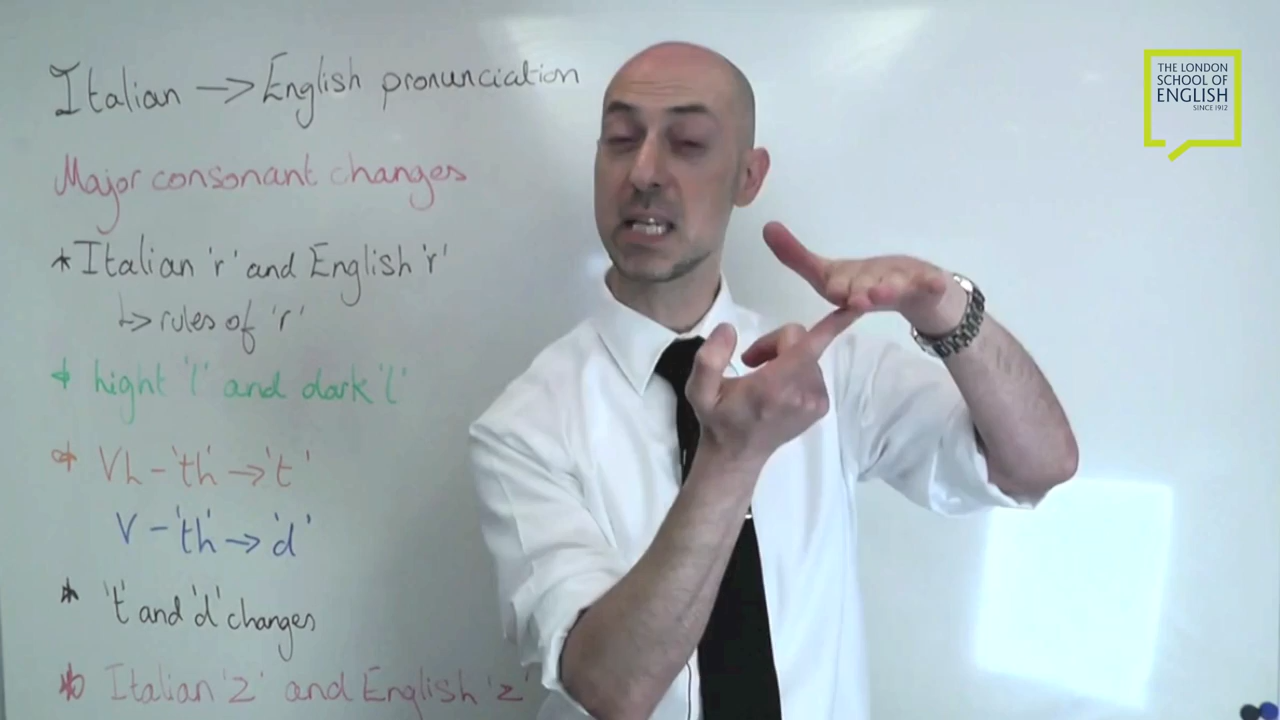 Italian → English pronunciation
Major consonant changes
* Italian 'r' and English 'r'
↳ rules of 'r'
* light 'l' and dark 'l'
* Vh - 'th' → 't'
V - 'th' → 'd'
* 't' and 'd' changes
* Italian 'z' and English 'z'
THE LONDON
SCHOOL OF
ENGLISH
SINCE 1912